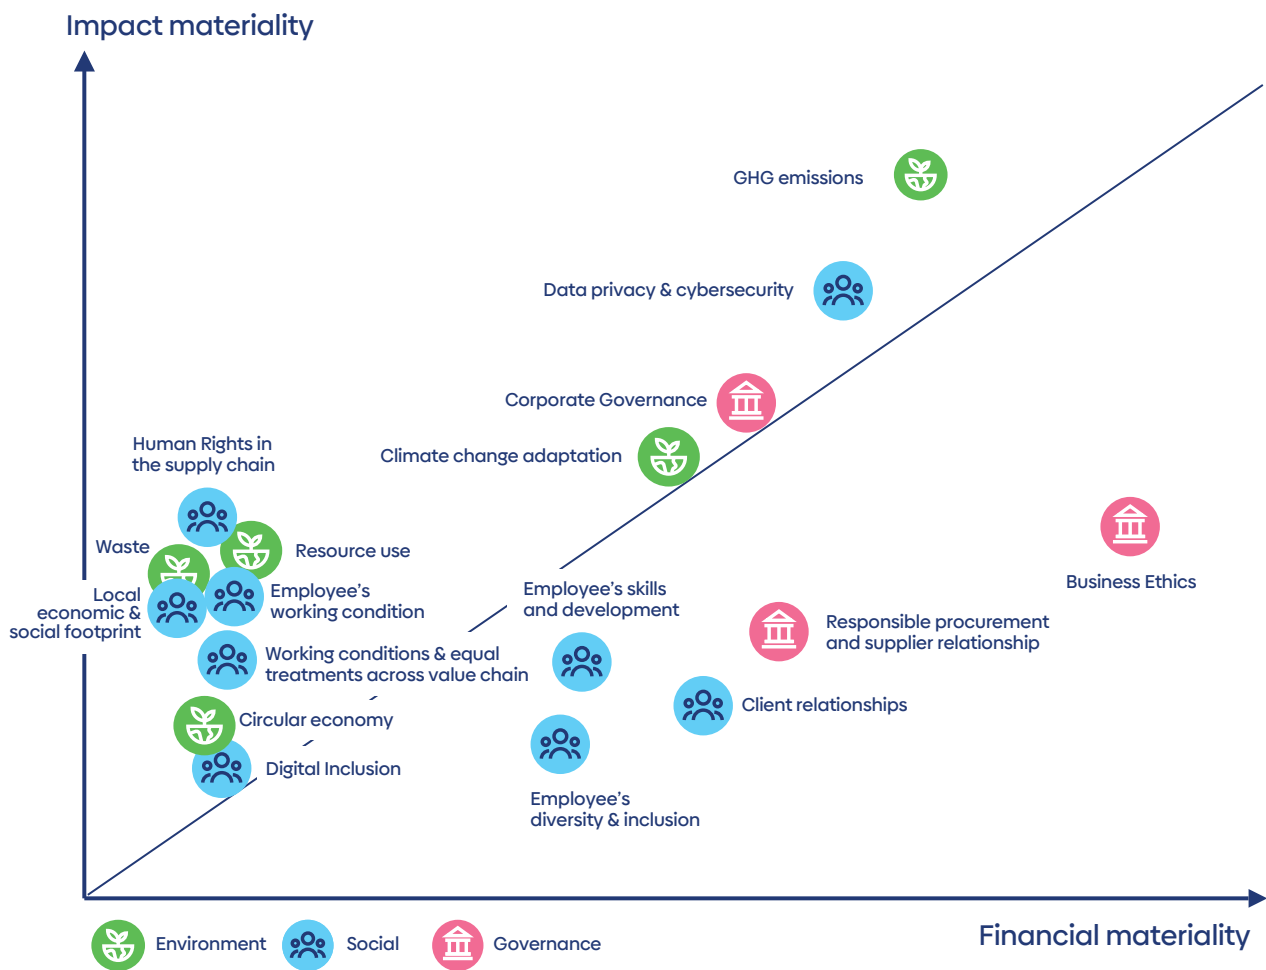 Impact materiality
GHG emissions
Data privacy & cybersecurity
Corporate Governance
Climate change adaptation
Human Rights in
the supply chain
Waste
Resource use
Local
economic &
social footprint
Employee’s
working condition
Employee’s skills
and development
Business Ethics
Responsible procurement
and supplier relationship
Working conditions & equal
treatments across value chain
Client relationships
Circular economy
Digital Inclusion
Employee’s
diversity & inclusion
Financial materiality
Environment
Social
Governance